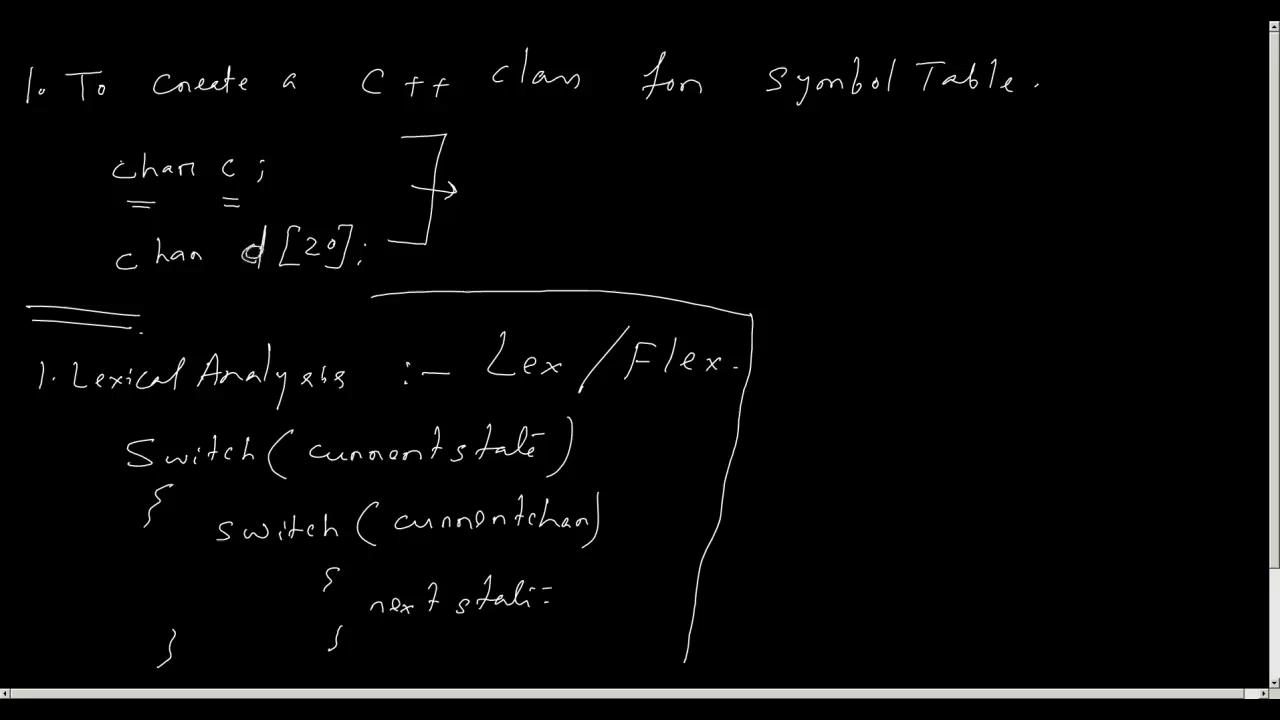 1. To create a C++ class for Symbol Table.
char c;
char d[20];
1. Lexical Analysis :- Lex / Flex.
Switch(currentstate)
{
switch(currentchar)
{
next state =
}
}